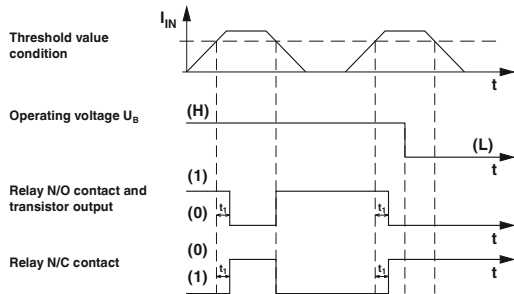 I_IN
Threshold value
condition
t
Operating voltage U_B
(H)
(L)
t
Relay N/O contact and
transistor output
(1)
(0)
t₁
t₁
t
Relay N/C contact
(0)
(1)
t₁
t₁
t